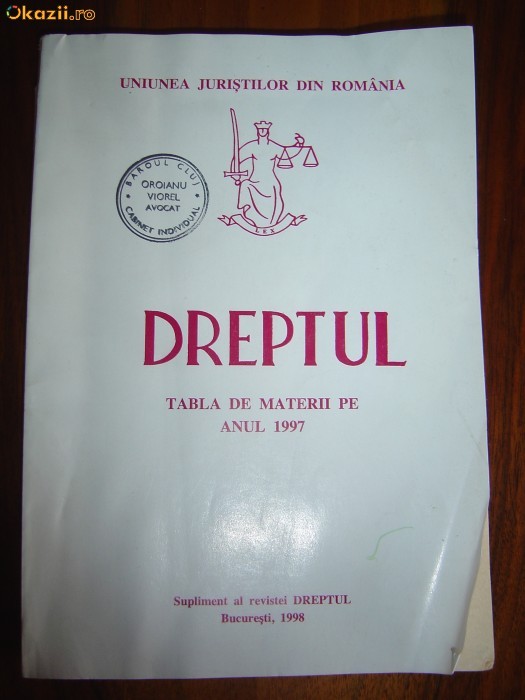 Okazii.ro
UNIUNEA JURIŞTILOR DIN ROMÂNIA
BAROUL CLUJ
OROIANU
VIOREL
AVOCAT
CABINET INDIVIDUAL
LEX
DREPTUL
TABLA DE MATERII PE
ANUL 1997
Supliment al revistei DREPTUL
Bucureşti, 1998